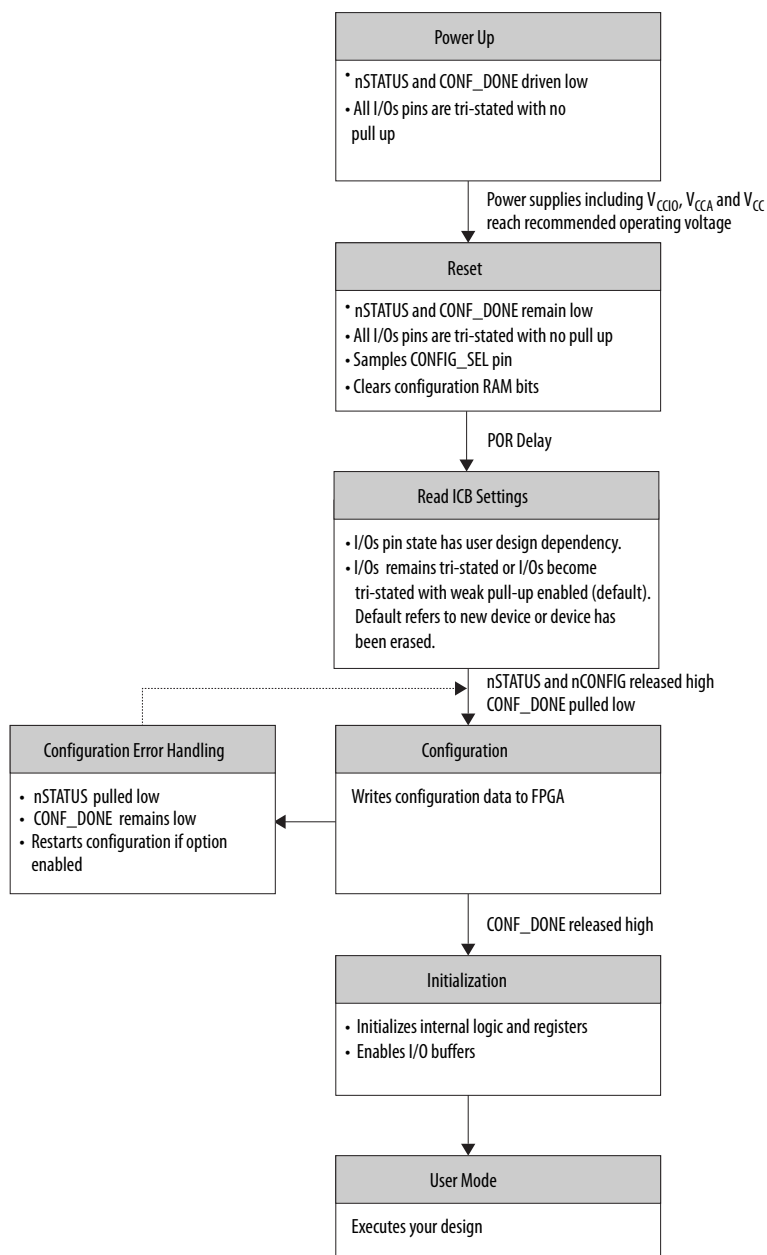 Power Up
• nSTATUS and CONF_DONE driven low
• All I/Os pins are tri-stated with no
pull up
Power supplies including VCCIO, VCCA and VCC
reach recommended operating voltage
Reset
• nSTATUS and CONF_DONE remain low
• All I/Os pins are tri-stated with no pull up
• Samples CONFIG_SEL pin
• Clears configuration RAM bits
POR Delay
Read ICB Settings
• I/Os pin state has user design dependency.
• I/Os remains tri-stated or I/Os become
tri-stated with weak pull-up enabled (default).
Default refers to new device or device has
been erased.
nSTATUS and nCONFIG released high
CONF_DONE pulled low
Configuration Error Handling
• nSTATUS pulled low
• CONF_DONE remains low
• Restarts configuration if option
enabled
Configuration
Writes configuration data to FPGA
CONF_DONE released high
Initialization
• Initializes internal logic and registers
• Enables I/O buffers
User Mode
Executes your design